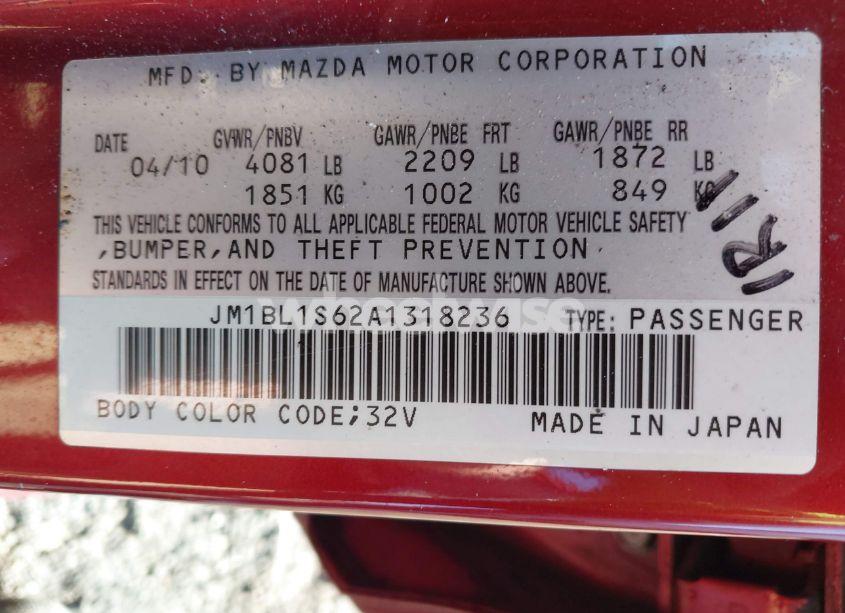 MFD. BY MAZDA MOTOR CORPORATION
DATE GVWR/PNBV GAWR/PNBE FRT GAWR/PNBE RR
04/10 4081 LB 2209 LB 1872 LB
1851 KG 1002 KG 849 KG
THIS VEHICLE CONFORMS TO ALL APPLICABLE FEDERAL MOTOR VEHICLE SAFETY
,BUMPER,AND THEFT PREVENTION
STANDARDS IN EFFECT ON THE DATE OF MANUFACTURE SHOWN ABOVE.
JM1BL1S62A1318236 TYPE: PASSENGER
BODY COLOR CODE;32V MADE IN JAPAN